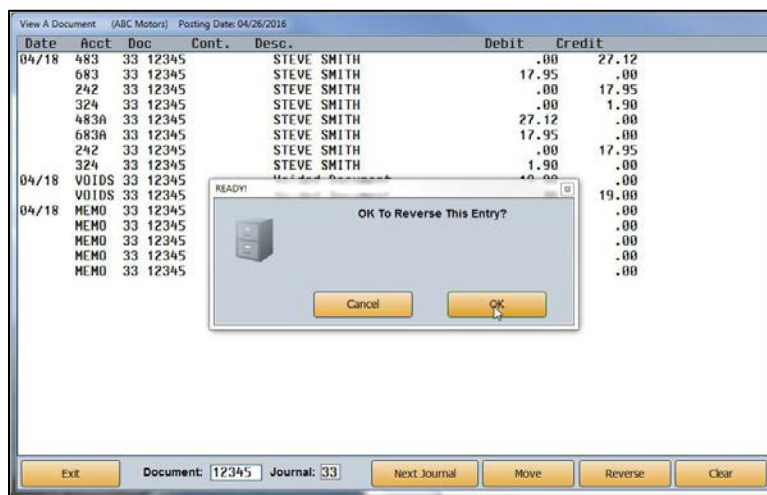 View A Document (ABC Motors) Posting Date: 04/26/2016
Date Acct Doc Cont. Desc. Debit Credit
04/18 483 33 12345 STEVE SMITH .00 27.12
683 33 12345 STEVE SMITH 17.95 .00
242 33 12345 STEVE SMITH .00 17.95
324 33 12345 STEVE SMITH .00 1.90
483A 33 12345 STEVE SMITH 27.12 .00
683A 33 12345 STEVE SMITH 17.95 .00
242 33 12345 STEVE SMITH .00 17.95
324 33 12345 STEVE SMITH 1.90 .00
04/18 VOIDS 33 12345 Voided Document 19.00 .00
VOIDS 33 12345 19.00
04/18 MEMO 33 12345 .00
MEMO 33 12345 .00
MEMO 33 12345 .00
MEMO 33 12345 .00
MEMO 33 12345 .00
READY!
OK To Reverse This Entry?
Cancel OK
Exit Document: 12345 Journal: 33 Next Journal Move Reverse Clear